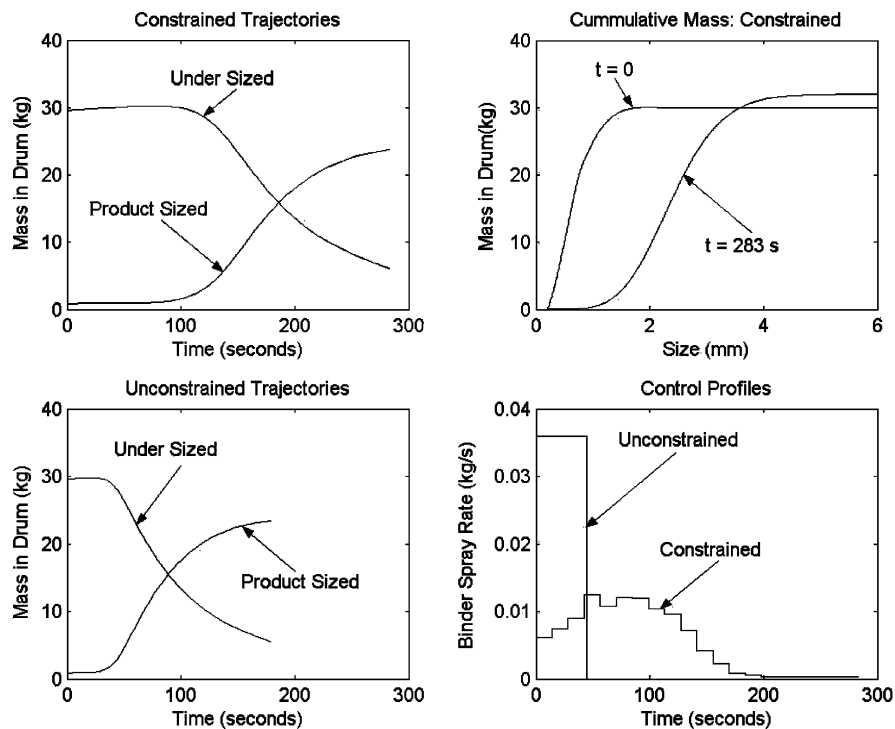 Constrained Trajectories
Mass in Drum (kg)
40
30
20
10
0
Under Sized
Product Sized
0 100 200 300
Time (seconds)
Cummulative Mass: Constrained
Mass in Drum(kg)
40
30
20
10
0
t = 0
t = 283 s
0 2 4 6
Size (mm)
Unconstrained Trajectories
Mass in Drum (kg)
40
30
20
10
0
Under Sized
Product Sized
0 100 200 300
Time (seconds)
Control Profiles
Binder Spray Rate (kg/s)
0.04
0.03
0.02
0.01
0
Unconstrained
Constrained
0 100 200 300
Time (seconds)